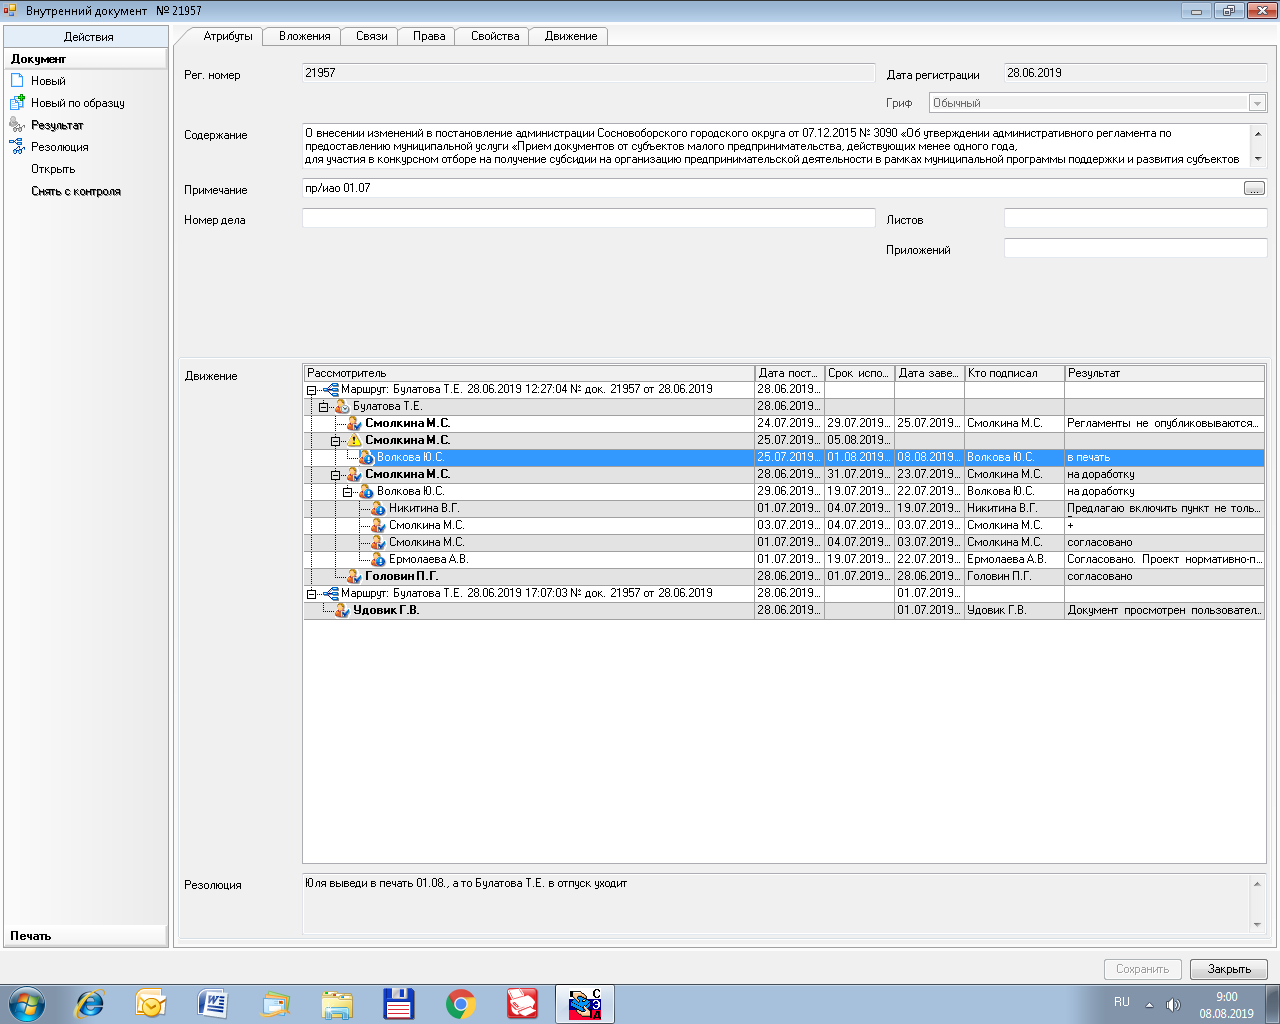 Внутренний документ № 21957
Действия
Документ
Новый
Новый по образцу
Результат
Резолюция
Открыть
Снять с контроля
Печать
Атрибуты Вложения Связи Права Свойства Движение
Рег. номер 21957 Дата регистрации 28.06.2019
Гриф Обычный
Содержание О внесении изменений в постановление администрации Сосновоборского городского округа от 07.12.2015 № 3090 «Об утверждении административного регламента по
предоставлению муниципальной услуги «Прием документов от субъектов малого предпринимательства, действующих менее одного года,
для участия в конкурсном отборе на получение субсидии на организацию предпринимательской деятельности в рамках муниципальной программы поддержки и развития субъектов
Примечание пр/иао 01.07 ...
Номер дела Листов
Приложений
Движение
Рассмотритель Дата пост... Срок испо... Дата заве... Кто подписал Результат
Маршрут: Булатова Т.Е. 28.06.2019 12:27:04 № док. 21957 от 28.06.2019 28.06.2019...
Булатова Т.Е. 28.06.2019...
Смолкина М.С. 24.07.2019... 29.07.2019... 25.07.2019... Смолкина М.С. Регламенты не опубликовываются...
Смолкина М.С. 25.07.2019... 05.08.2019...
Волкова Ю.С. 25.07.2019... 01.08.2019... 08.08.2019... Волкова Ю.С. в печать
Смолкина М.С. 28.06.2019... 31.07.2019... 23.07.2019... Смолкина М.С. на доработку
Волкова Ю.С. 29.06.2019... 19.07.2019... 22.07.2019... Волкова Ю.С. на доработку
Никитина В.Г. 01.07.2019... 04.07.2019... 19.07.2019... Никитина В.Г. Предлагаю включить пункт не толь...
Смолкина М.С. 03.07.2019... 04.07.2019... 03.07.2019... Смолкина М.С. +
Смолкина М.С. 01.07.2019... 04.07.2019... 03.07.2019... Смолкина М.С. согласовано
Ермолаева А.В. 01.07.2019... 19.07.2019... 22.07.2019... Ермолаева А.В. Согласовано. Проект нормативно-п...
Головин П.Г. 28.06.2019... 01.07.2019... 28.06.2019... Головин П.Г. согласовано
Маршрут: Булатова Т.Е. 28.06.2019 17:07:03 № док. 21957 от 28.06.2019 28.06.2019... 01.07.2019...
Удовик Г.В. 28.06.2019... 01.07.2019... Удовик Г.В. Документ просмотрен пользовател...
Резолюция Юля выведи в печать 01.08., а то Булатова Т.Е. в отпуск уходит
Сохранить Закрыть
СЭД
RU 9:00
08.08.2019